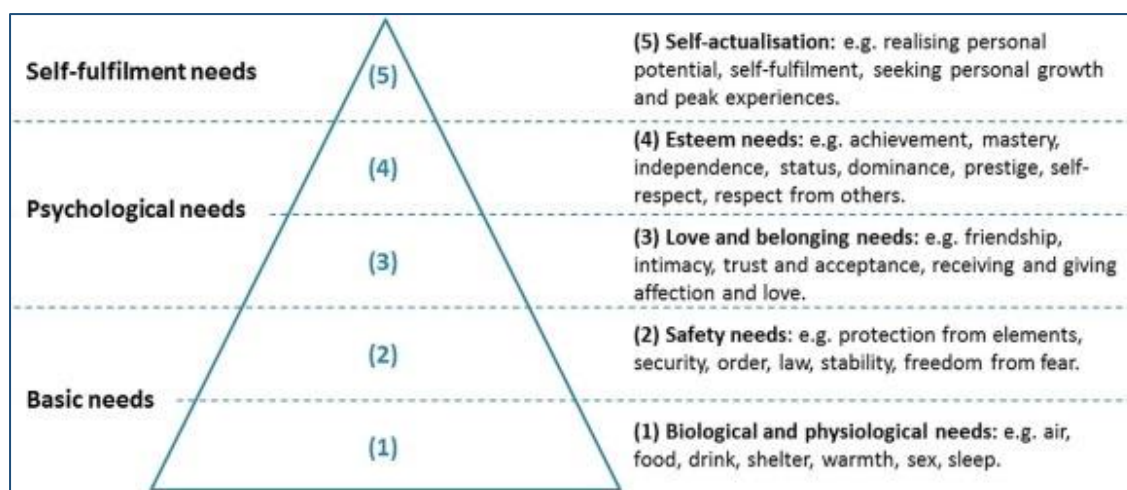 Self-fulfilment needs
(5)
(5) Self-actualisation: e.g. realising personal
potential, self-fulfilment, seeking personal growth
and peak experiences.
Psychological needs
(4)
(4) Esteem needs: e.g. achievement, mastery,
independence, status, dominance, prestige, self-
respect, respect from others.
(3)
(3) Love and belonging needs: e.g. friendship,
intimacy, trust and acceptance, receiving and giving
affection and love.
Basic needs
(2)
(2) Safety needs: e.g. protection from elements,
security, order, law, stability, freedom from fear.
(1)
(1) Biological and physiological needs: e.g. air,
food, drink, shelter, warmth, sex, sleep.